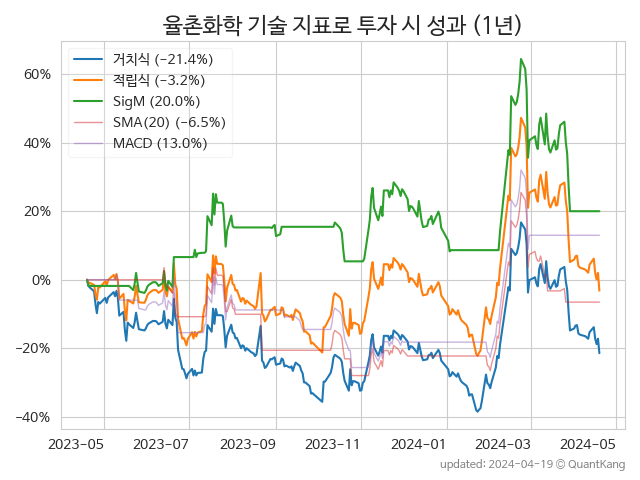 율촌화학 기술 지표로 투자 시 성과 (1년)
거치식 (−21.4%)
적립식 (−3.2%)
SigM (20.0%)
SMA(20) (−6.5%)
MACD (13.0%)
60%
40%
20%
0%
−20%
−40%
2023−05 2023−07 2023−09 2023−11 2024−01 2024−03 2024−05
updated: 2024−04−19 © QuantKang